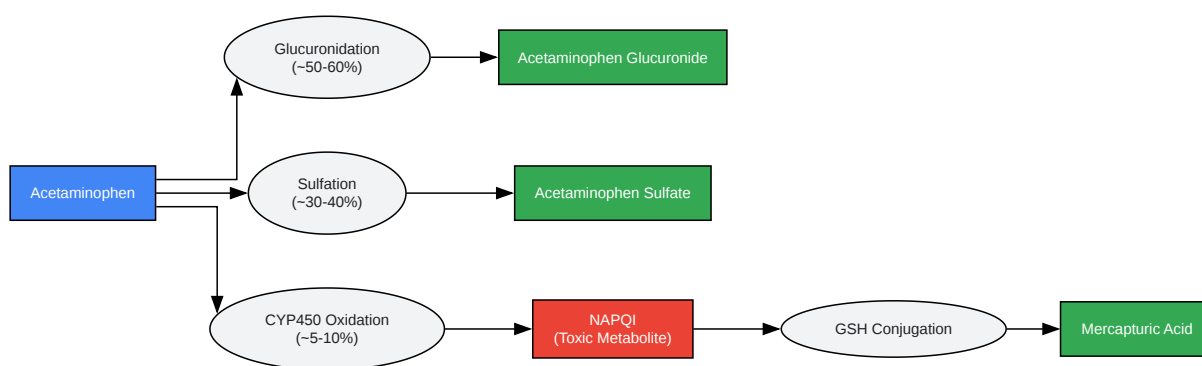 Glucuronidation
(~50-60%)
Acetaminophen Glucuronide
Acetaminophen
Sulfation
(~30-40%)
Acetaminophen Sulfate
CYP450 Oxidation
(~5-10%)
NAPQI
(Toxic Metabolite)
GSH Conjugation
Mercapturic Acid